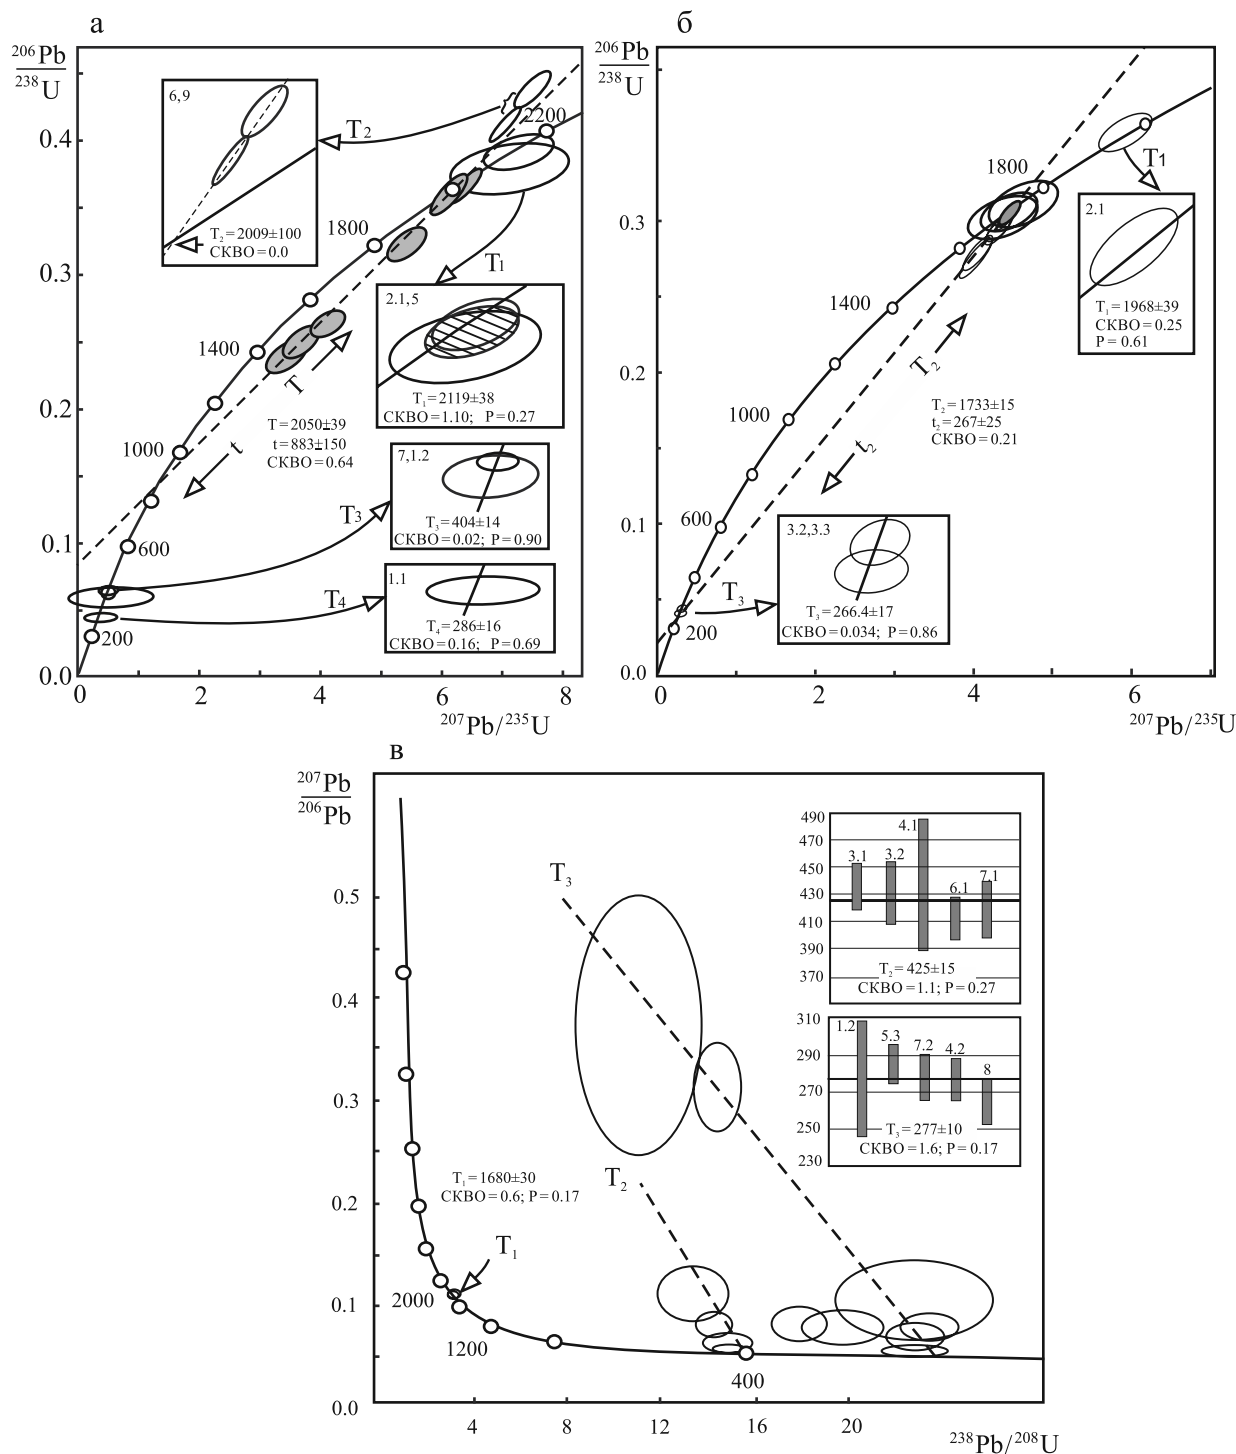 а
206Pb
238U
0.4
0.3
0.2
0.1
0.0
0
2
4
6
8
207Pb/235U
200
600
1000
1400
1800
2200
6,9
T2 = 2009±100
СКВО = 0.0
T2
T1
2.1,5
T1 = 2119±38
СКВО = 1.10; P = 0.27
T
t
T = 2050±39
t = 883±150
СКВО = 0.64
7,1.2
T3 = 404±14
СКВО = 0.02; P = 0.90
T3
1.1
T4 = 286±16
СКВО = 0.16; P = 0.69
T4
б
206Pb
238U
0.3
0.2
0.1
0.0
0
2
4
6
207Pb/235U
200
600
1000
1400
1800
T1
2.1
T1 = 1968±39
СКВО = 0.25
P = 0.61
T2
t2
T2 = 1733±15
t2 = 267±25
СКВО = 0.21
3.2,3.3
T3 = 266.4±17
СКВО = 0.034; P = 0.86
T3
в
207Pb
206Pb
0.5
0.4
0.3
0.2
0.1
0.0
4
8
12
16
20
238Pb/208U
T3
T2
T1
T1 = 1680±30
СКВО = 0.6; P = 0.17
2000
1200
400
490
470
450
430
410
390
370
3.1
3.2
4.1
6.1
7.1
T2 = 425±15
СКВО = 1.1; P = 0.27
310
290
270
250
230
1.2
5.3
7.2
4.2
8
T3 = 277±10
СКВО = 1.6; P = 0.17